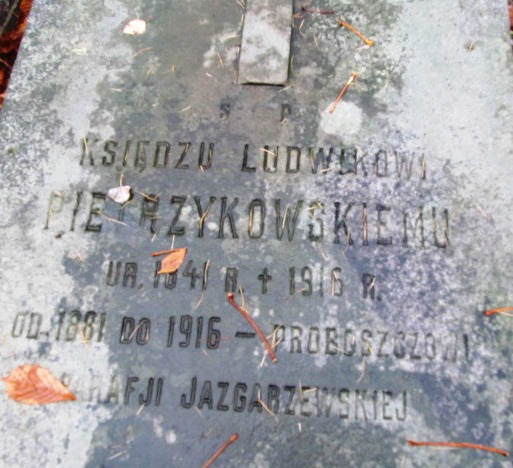 Ś P
KSIĘDZU LUDWIKOWI
PIETRZYKOWSKIEMU
UR. 1841 R. + 1916 R.
OD. 1881 DO 1916 – PROBOSZCZOWI
PARAFJI JAZGARZEWSKIEJ